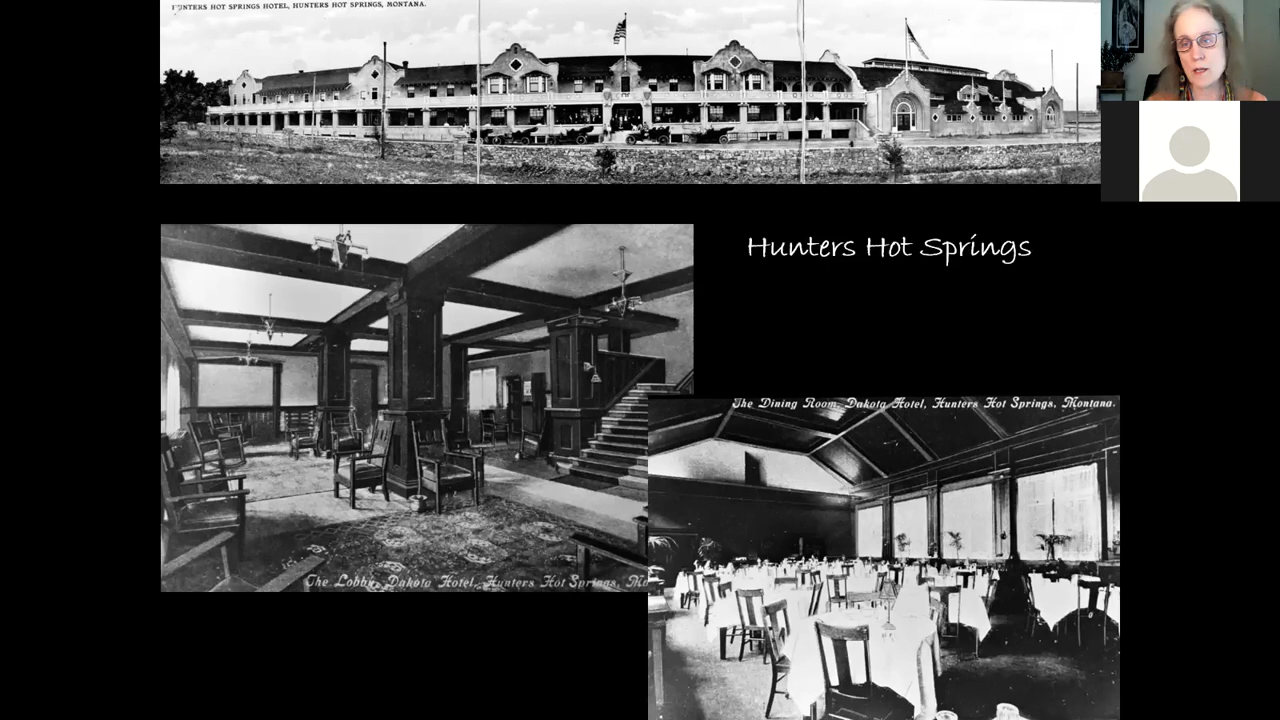 HUNTERS HOT SPRINGS HOTEL, HUNTERS HOT SPRINGS, MONTANA.
Hunters Hot Springs
The Dining Room, Dakota Hotel, Hunters Hot Springs, Montana.
The Lobby, Dakota Hotel, Hunters Hot Springs, Mo